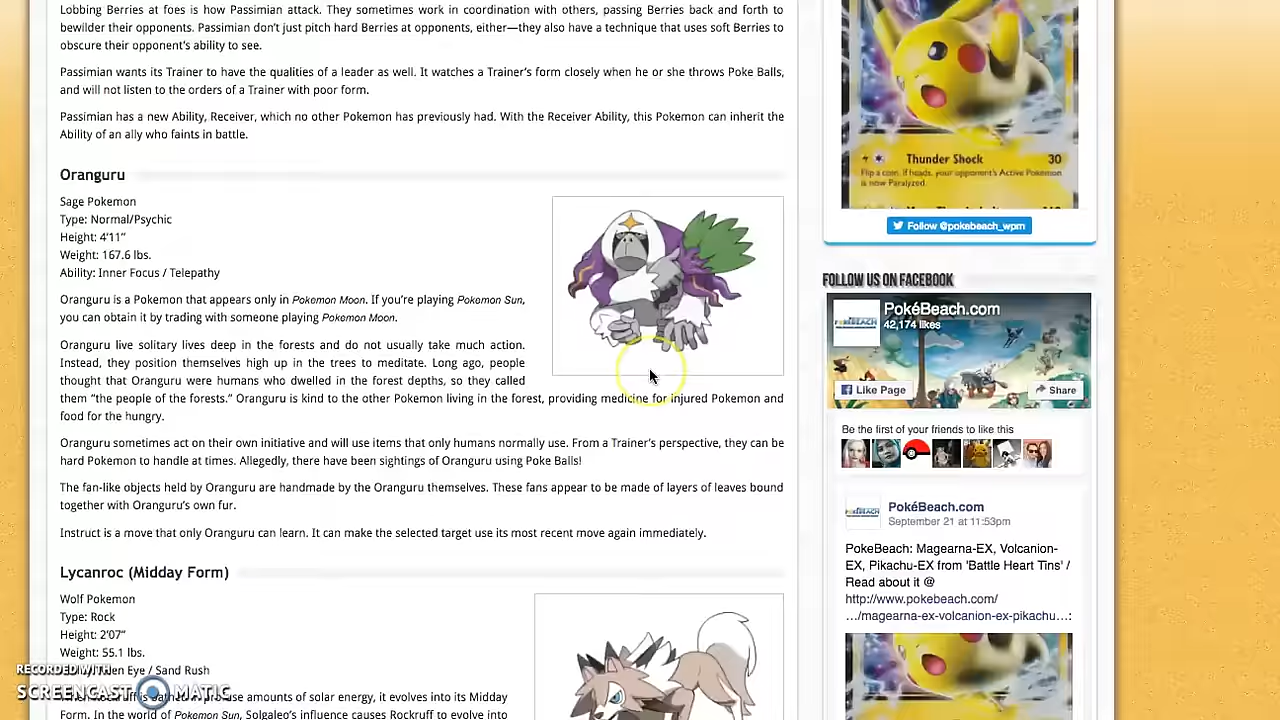 Lobbing Berries at foes is how Passimian attack. They sometimes work in coordination with others, passing Berries back and forth to
bewilder their opponents. Passimian don't just pitch hard Berries at opponents, either—they also have a technique that uses soft Berries to
obscure their opponent's ability to see.
Passimian wants its Trainer to have the qualities of a leader as well. It watches a Trainer's form closely when he or she throws Poke Balls,
and will not listen to the orders of a Trainer with poor form.
Passimian has a new Ability, Receiver, which no other Pokemon has previously had. With the Receiver Ability, this Pokemon can inherit the
Ability of an ally who faints in battle.
Oranguru
Sage Pokemon
Type: Normal/Psychic
Height: 4'11"
Weight: 167.6 lbs.
Ability: Inner Focus / Telepathy
Oranguru is a Pokemon that appears only in Pokemon Moon. If you're playing Pokemon Sun,
you can obtain it by trading with someone playing Pokemon Moon.
Oranguru live solitary lives deep in the forests and do not usually take much action.
Instead, they position themselves high up in the trees to meditate. Long ago, people
thought that Oranguru were humans who dwelled in the forest depths, so they called
them "the people of the forests." Oranguru is kind to the other Pokemon living in the forest, providing medicine for injured Pokemon and
food for the hungry.
Oranguru sometimes act on their own initiative and will use items that only humans normally use. From a Trainer's perspective, they can be
hard Pokemon to handle at times. Allegedly, there have been sightings of Oranguru using Poke Balls!
The fan-like objects held by Oranguru are handmade by the Oranguru themselves. These fans appear to be made of layers of leaves bound
together with Oranguru's own fur.
Instruct is a move that only Oranguru can learn. It can make the selected target use its most recent move again immediately.
Lycanroc (Midday Form)
Wolf Pokemon
Type: Rock
Height: 2'07"
Weight: 55.1 lbs.
Eye / Sand Rush
amounts of solar energy, it evolves into its Midday
Form. In the world of Pokemon Sun, Solgaleo's influence causes Rockruff to evolve into
RECORDED WITH
SCREENCAST MATIC
Thunder Shock 30
Flip a coin. If heads, your opponent's Active Pokémon
is now Paralyzed.
Follow @pokebeach_wpm
FOLLOW US ON FACEBOOK
PokéBeach.com
42,174 likes
Like Page
Share
Be the first of your friends to like this
PokéBeach.com
September 21 at 11:53pm
PokeBeach: Magearna-EX, Volcanion-
EX, Pikachu-EX from 'Battle Heart Tins' /
Read about it @
http://www.pokebeach.com/
…/magearna-ex-volcanion-ex-pikachu…: